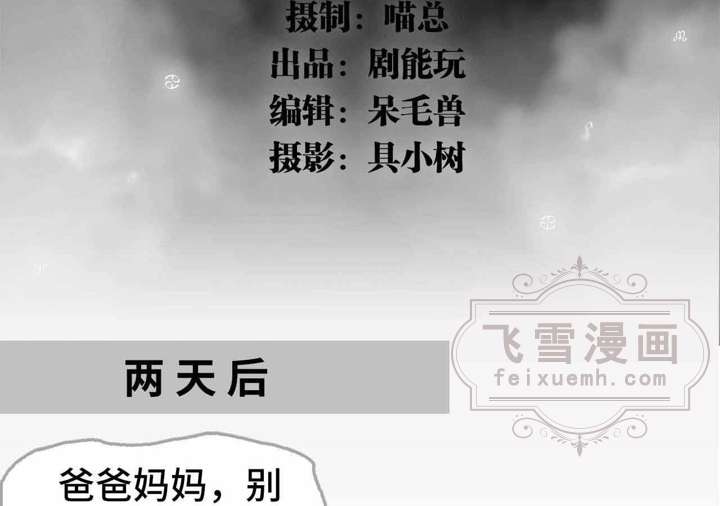 摄制：喵总
出品：剧能玩
编辑：呆毛兽
摄影：具小树
飞雪漫画
feixuemh.com
两天后
爸爸妈妈，别